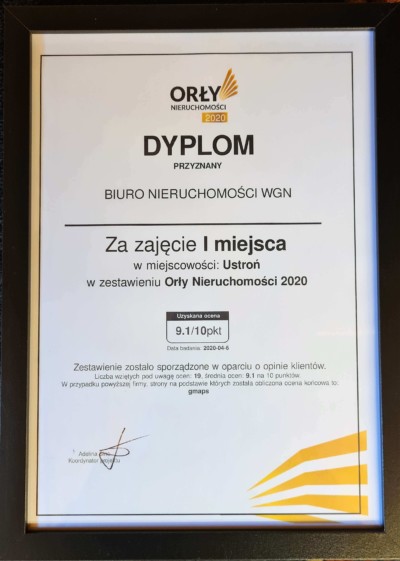 ORŁY
NIERUCHOMOŚCI
2020
DYPLOM
PRZYZNANY
BIURO NIERUCHOMOŚCI WGN
Za zajęcie I miejsca
w miejscowości: Ustroń
w zestawieniu Orły Nieruchomości 2020
Uzyskana ocena
9.1/10pkt
Data badania: 2020-04-6
Zestawienie zostało sporządzone w oparciu o opinie klientów.
Liczba wziętych pod uwagę ocen: 19, średnia ocen: 9.1 na 10 punktów.
W przypadku powyższej firmy, strony na podstawie których została obliczona ocena końcowa to:
gmaps
Adelina
Koordynator projektu